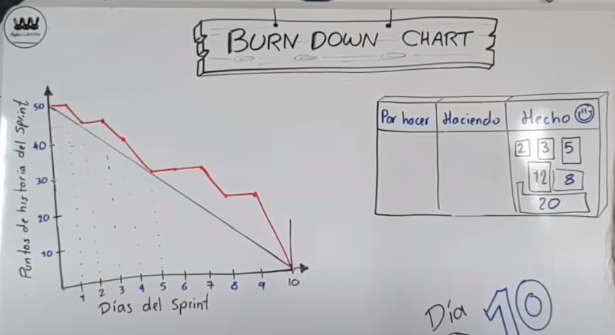 BURN DOWN CHART
Puntos de historia del Sprint
50
40
30
20
10
1 2 3 4 5 6 7 8 9 10
Días del Sprint
Por hacer Haciendo Hecho
2 3 5
12 8
20
Día 10